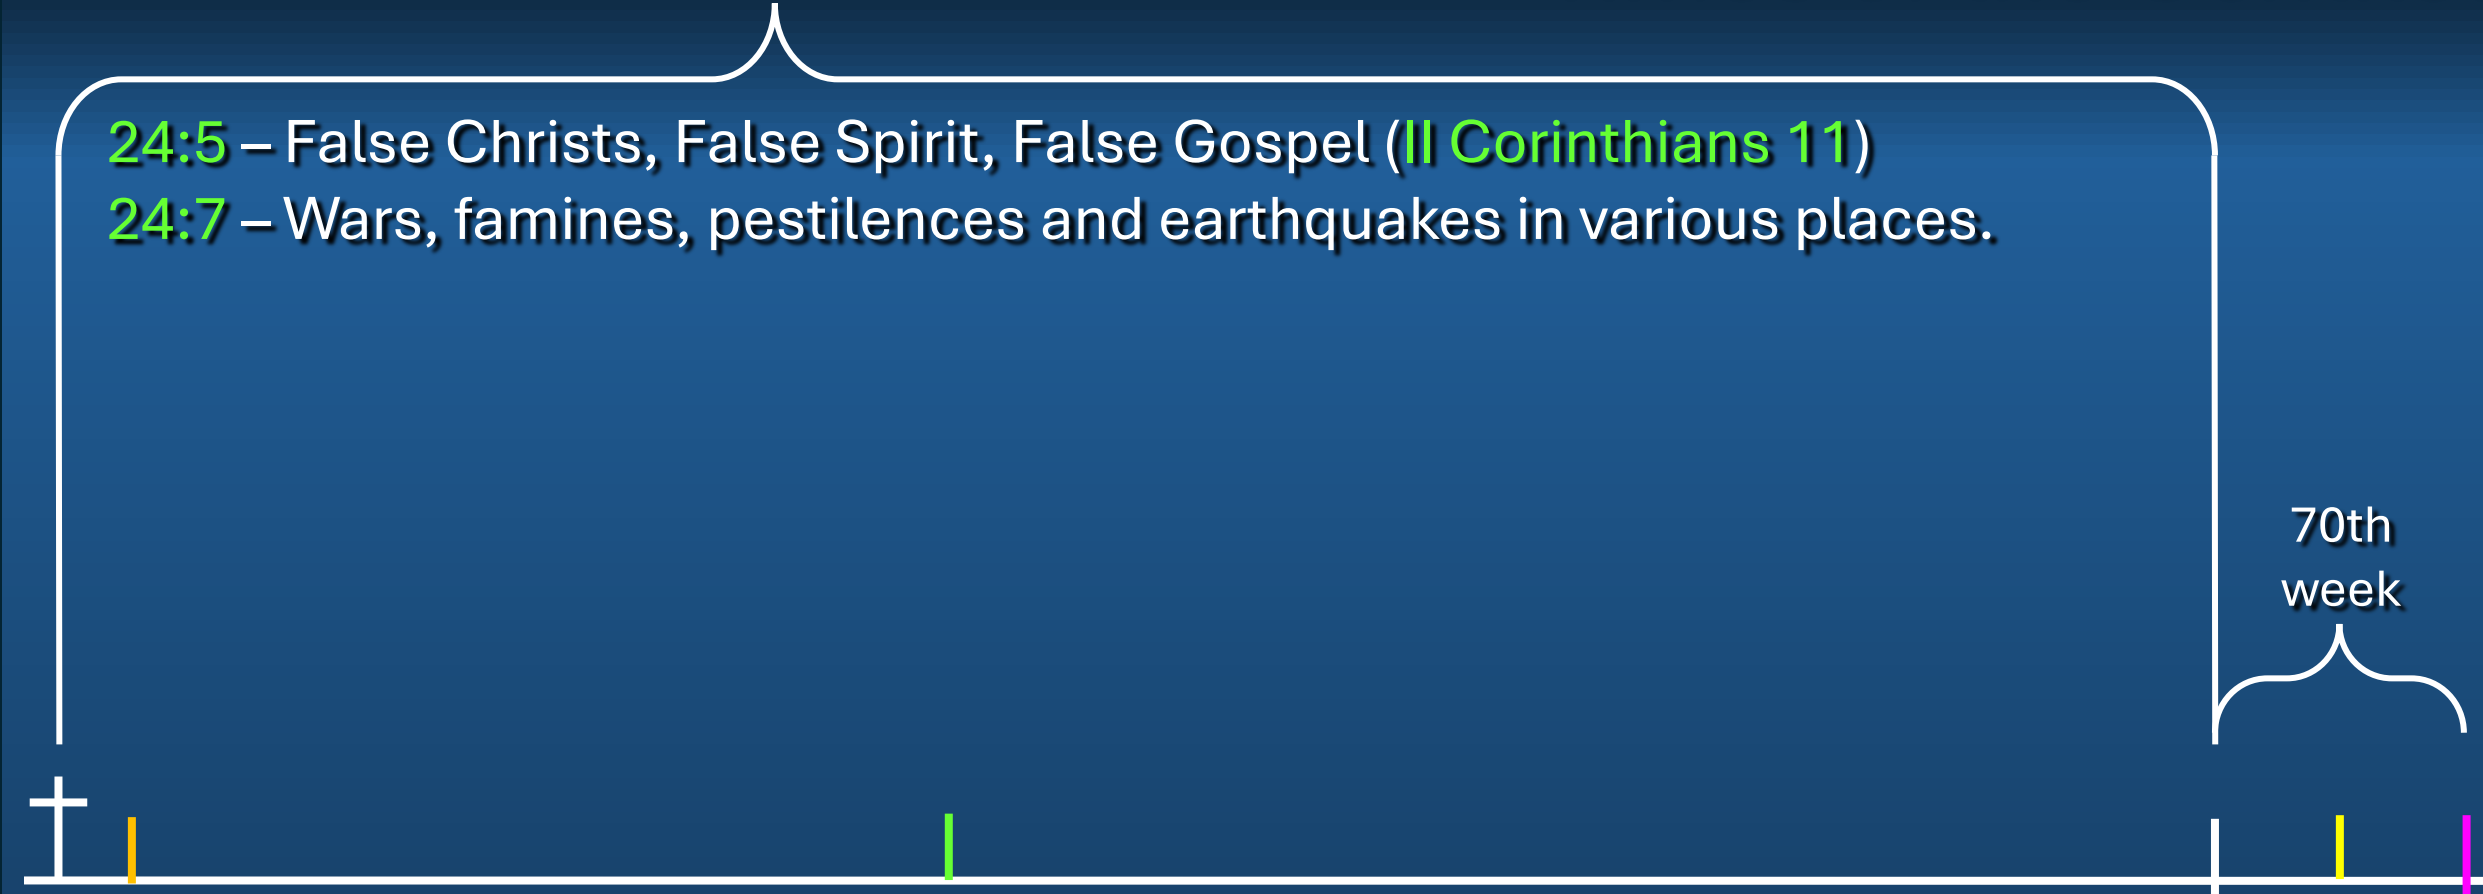 24:5 – False Christs, False Spirit, False Gospel (II Corinthians 11)
24:7 – Wars, famines, pestilences and earthquakes in various places.
70th
week